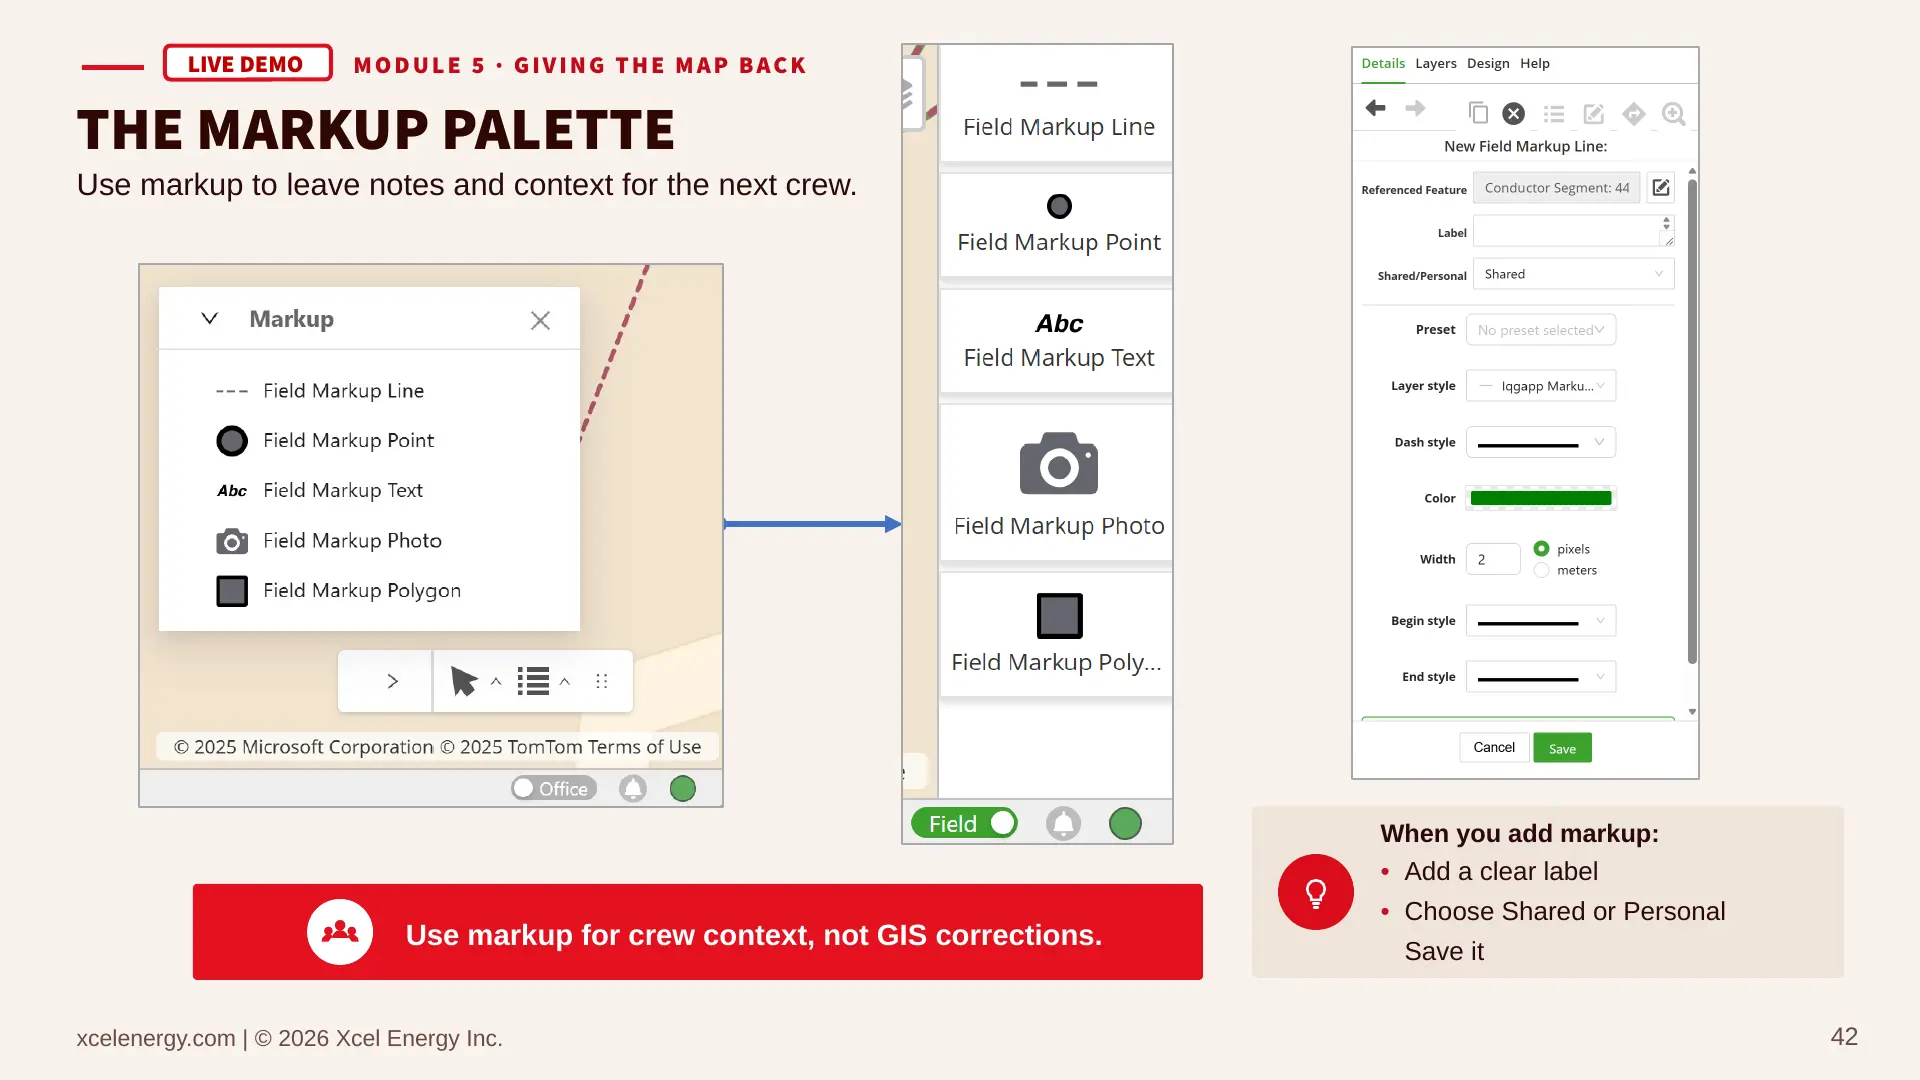 LIVE DEMO
MODULE 5 · GIVING THE MAP BACK
THE MARKUP PALETTE
Use markup to leave notes and context for the next crew.
Markup
Field Markup Line
Field Markup Point
Abc Field Markup Text
Field Markup Photo
Field Markup Polygon
© 2025 Microsoft Corporation © 2025 TomTom Terms of Use
Office
Field Markup Line
Field Markup Point
Abc
Field Markup Text
Field Markup Photo
Field Markup Poly...
Field
Details Layers Design Help
New Field Markup Line:
Referenced Feature Conductor Segment: 44
Label
Shared/Personal Shared
Preset No preset selected
Layer style Iqgapp Marku...
Dash style
Color
Width 2 pixels
meters
Begin style
End style
Cancel Save
Use markup for crew context, not GIS corrections.
When you add markup:
• Add a clear label
• Choose Shared or Personal
Save it
xcelenergy.com | © 2026 Xcel Energy Inc.
42